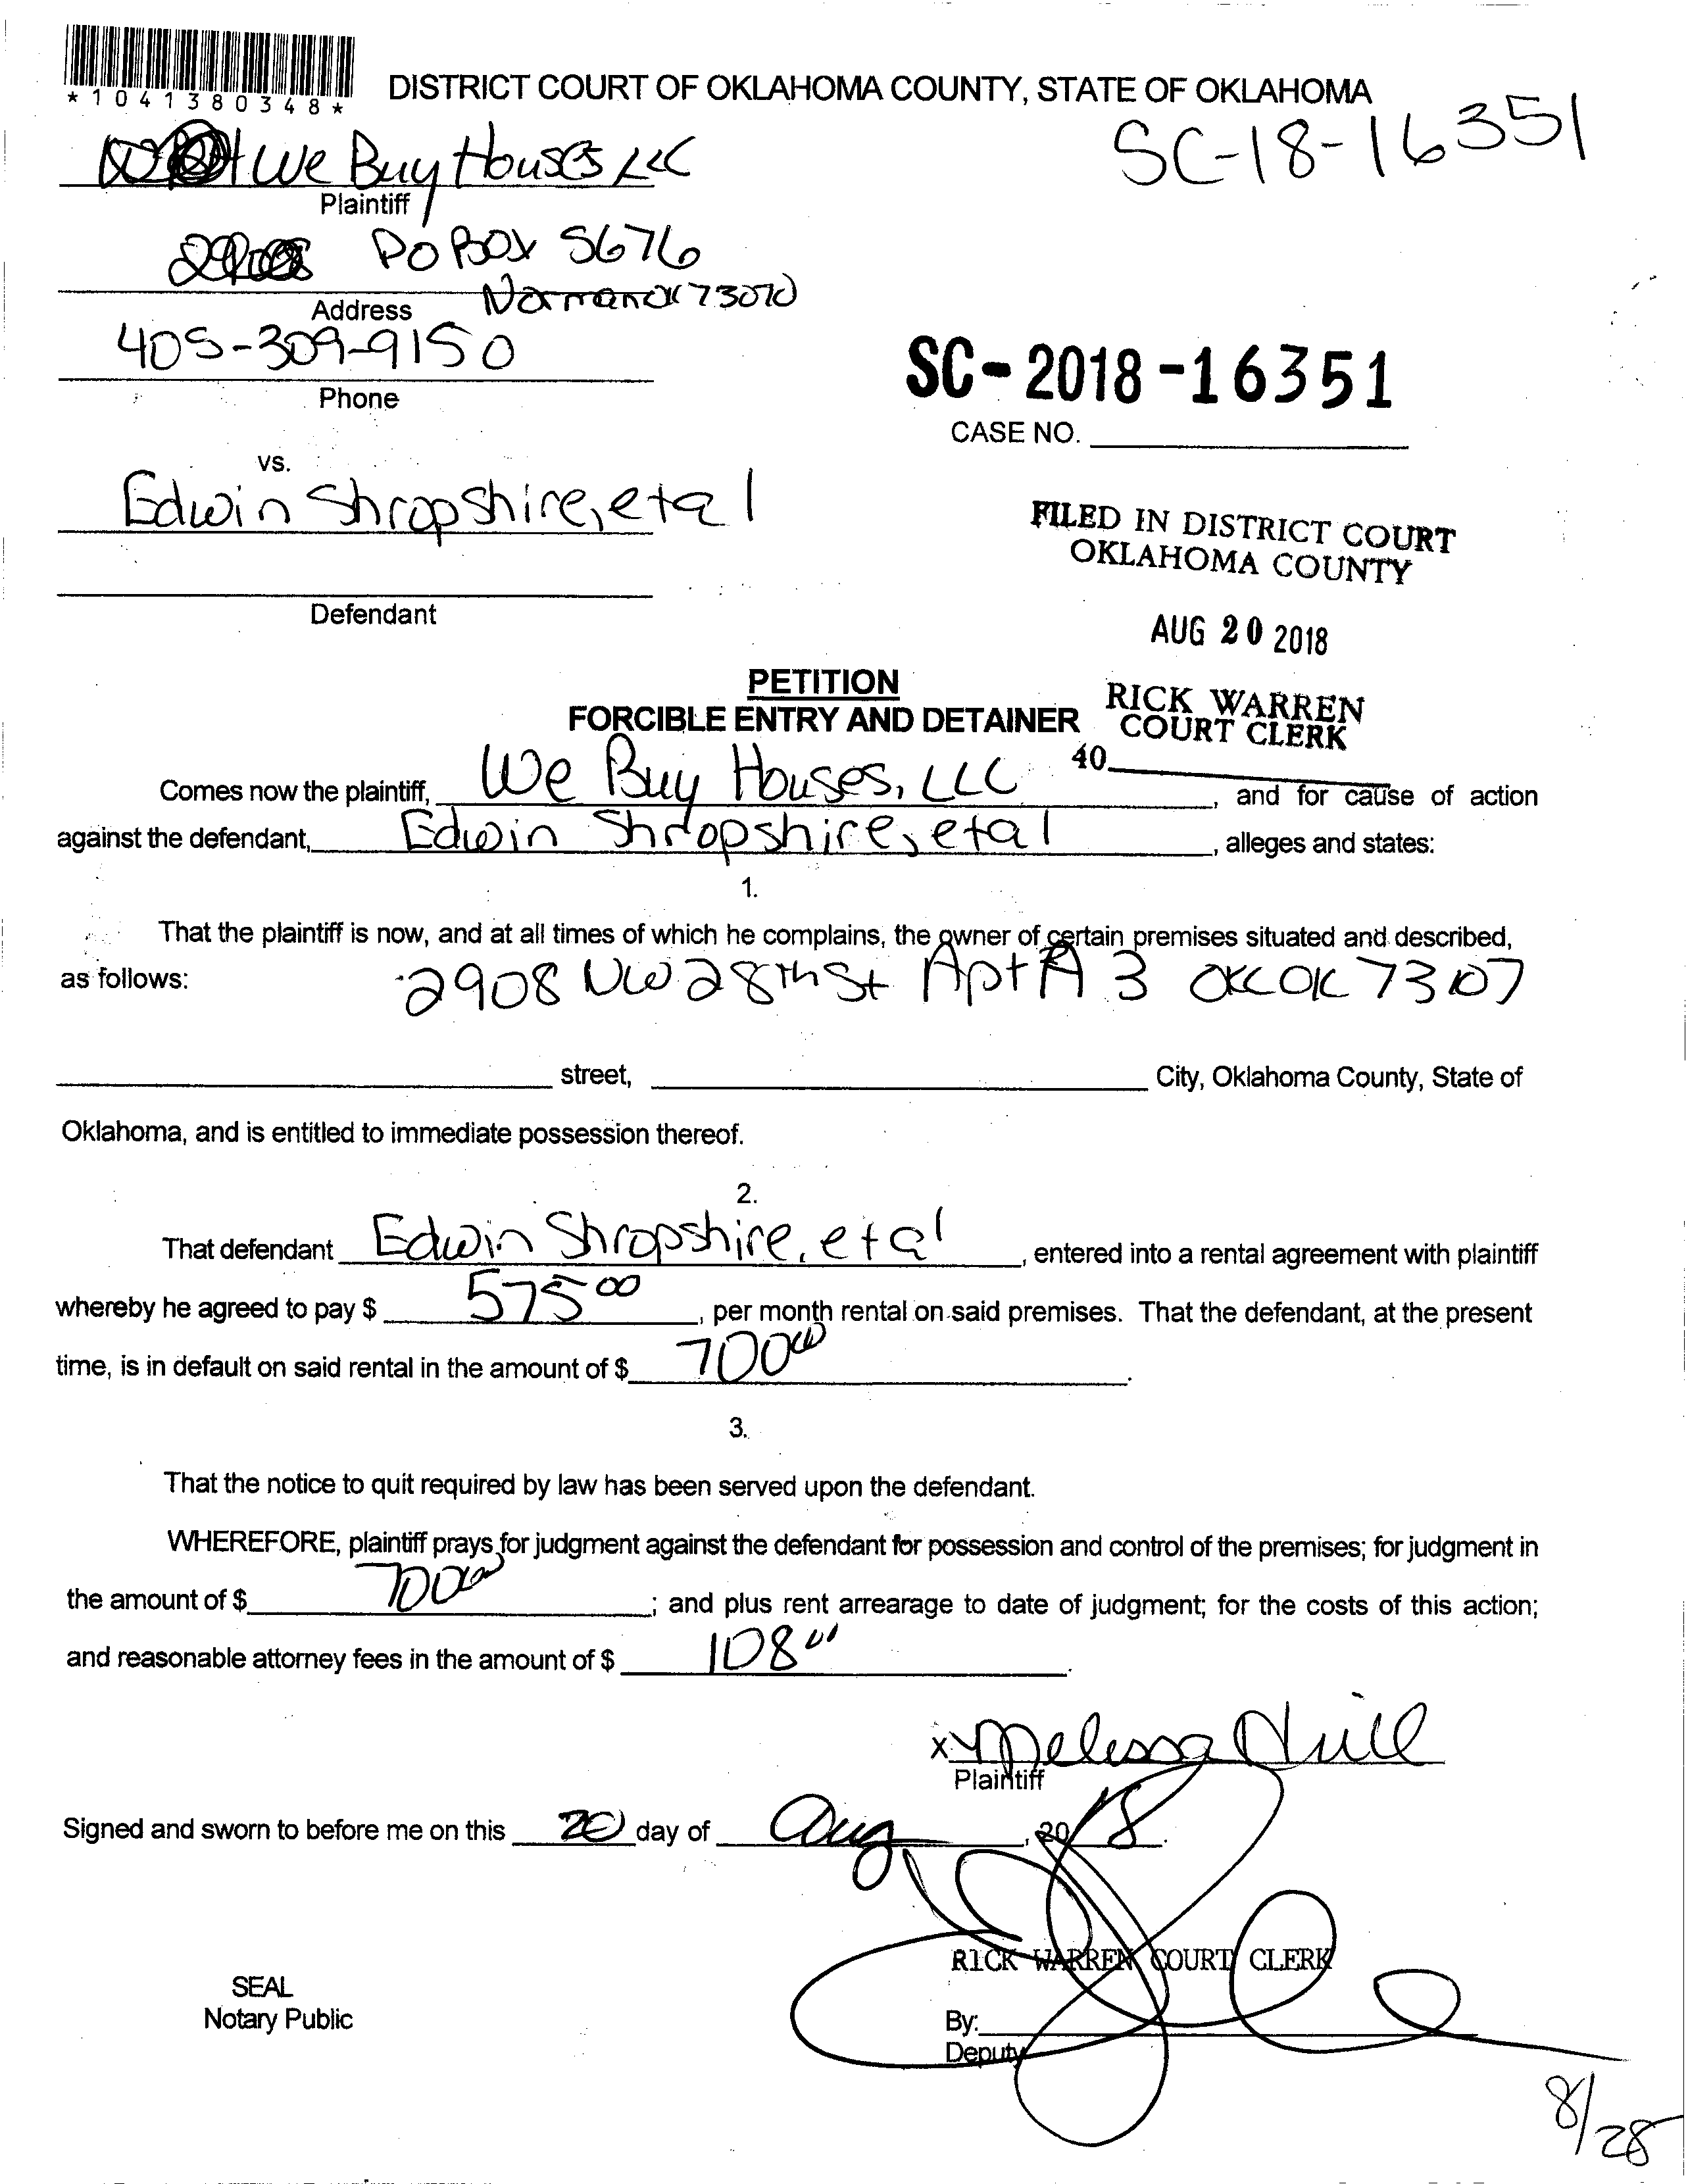 *1041380348*
DISTRICT COURT OF OKLAHOMA COUNTY, STATE OF OKLAHOMA
SC-18-16351
We Buy Houses LLC
Plaintiff
PO Box 5676
Norman OK 73070
Address
405-309-9150
Phone
SC-2018-16351
CASE NO.
vs.
Edwin Shropshire, et al
Defendant
FILED IN DISTRICT COURT
OKLAHOMA COUNTY
AUG 20 2018
RICK WARREN
COURT CLERK
40
PETITION
FORCIBLE ENTRY AND DETAINER
Comes now the plaintiff, We Buy Houses, LLC, and for cause of action
against the defendant, Edwin Shropshire, et al, alleges and states:
1.
That the plaintiff is now, and at all times of which he complains, the owner of certain premises situated and described,
as follows: 2908 NW 28th St Apt A 3 OKC OK 73107
street, City, Oklahoma County, State of
Oklahoma, and is entitled to immediate possession thereof.
2.
That defendant Edwin Shropshire, et al, entered into a rental agreement with plaintiff
whereby he agreed to pay $ 575 00, per month rental on said premises. That the defendant, at the present
time, is in default on said rental in the amount of $ 700 00.
3.
That the notice to quit required by law has been served upon the defendant.
WHEREFORE, plaintiff prays for judgment against the defendant for possession and control of the premises; for judgment in
the amount of $ 700 00; and plus rent arrearage to date of judgment; for the costs of this action;
and reasonable attorney fees in the amount of $ 108 00.
x Melissa Hill
Plaintiff
Signed and sworn to before me on this 20 day of Aug, 2018.
RICK WARREN COURT CLERK
SEAL
Notary Public
By:
Deputy
8/28